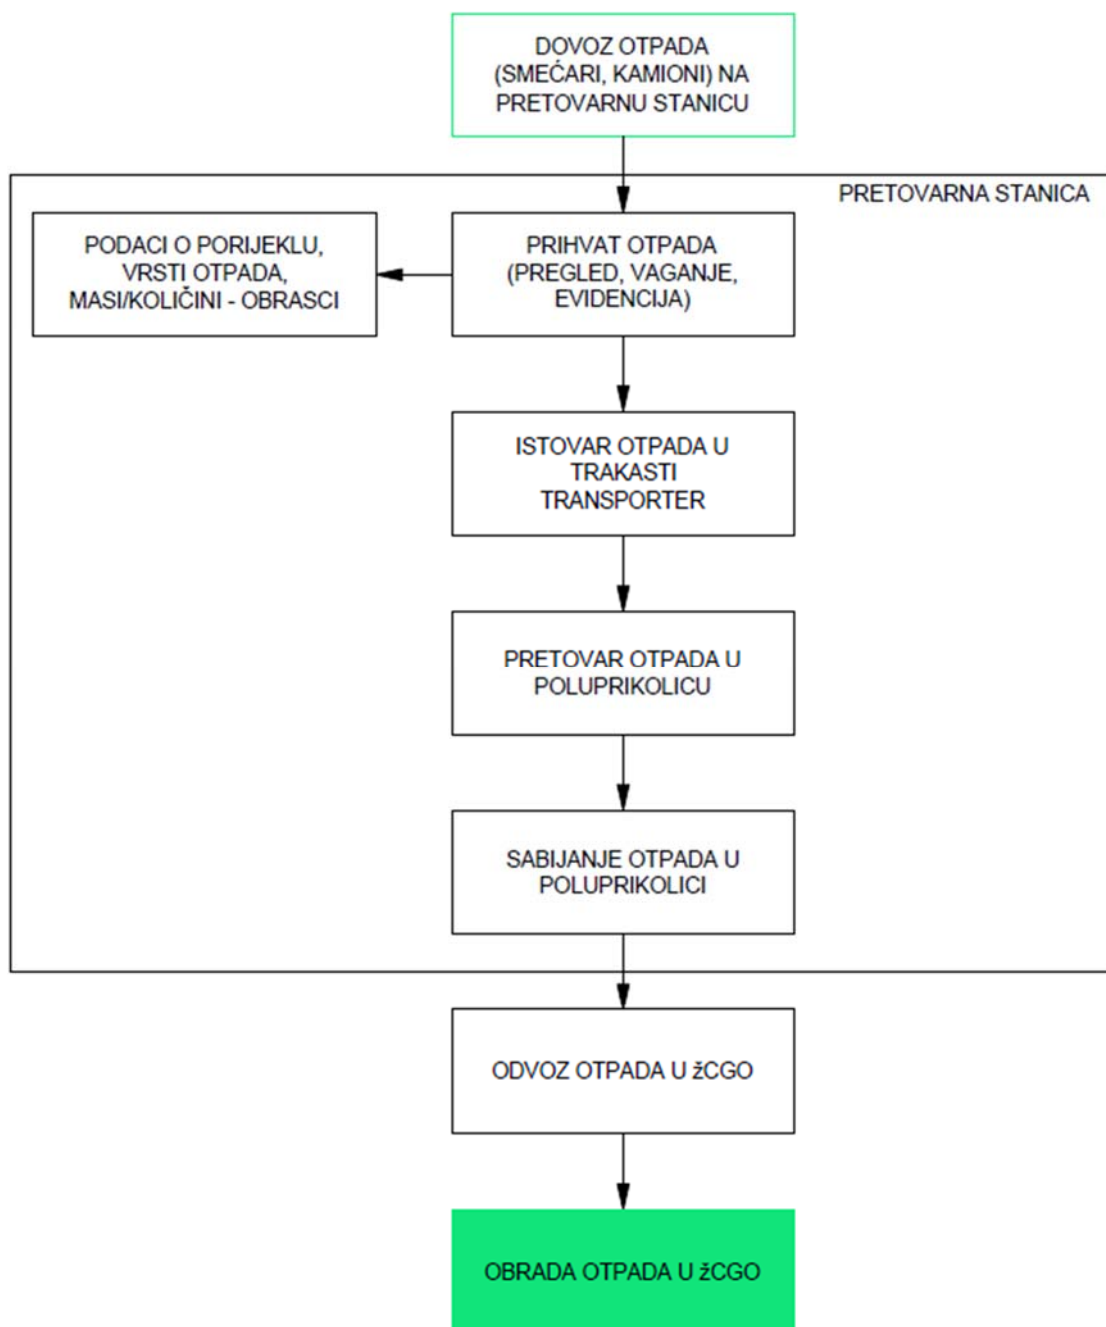 DOVOZ OTPADA
(SMEĆARI, KAMIONI) NA
PRETOVARNU STANICU
PRETOVARNA STANICA
PODACI O PORIJEKLU,
VRSTI OTPADA,
MASI/KOLIČINI - OBRASCI
PRIHVAT OTPADA
(PREGLED, VAGANJE,
EVIDENCIJA)
ISTOVAR OTPADA U
TRAKASTI
TRANSPORTER
PRETOVAR OTPADA U
POLUPRIKOLICU
SABIJANJE OTPADA U
POLUPRIKOLICI
ODVOZ OTPADA U žCGO
OBRADA OTPADA U žCGO